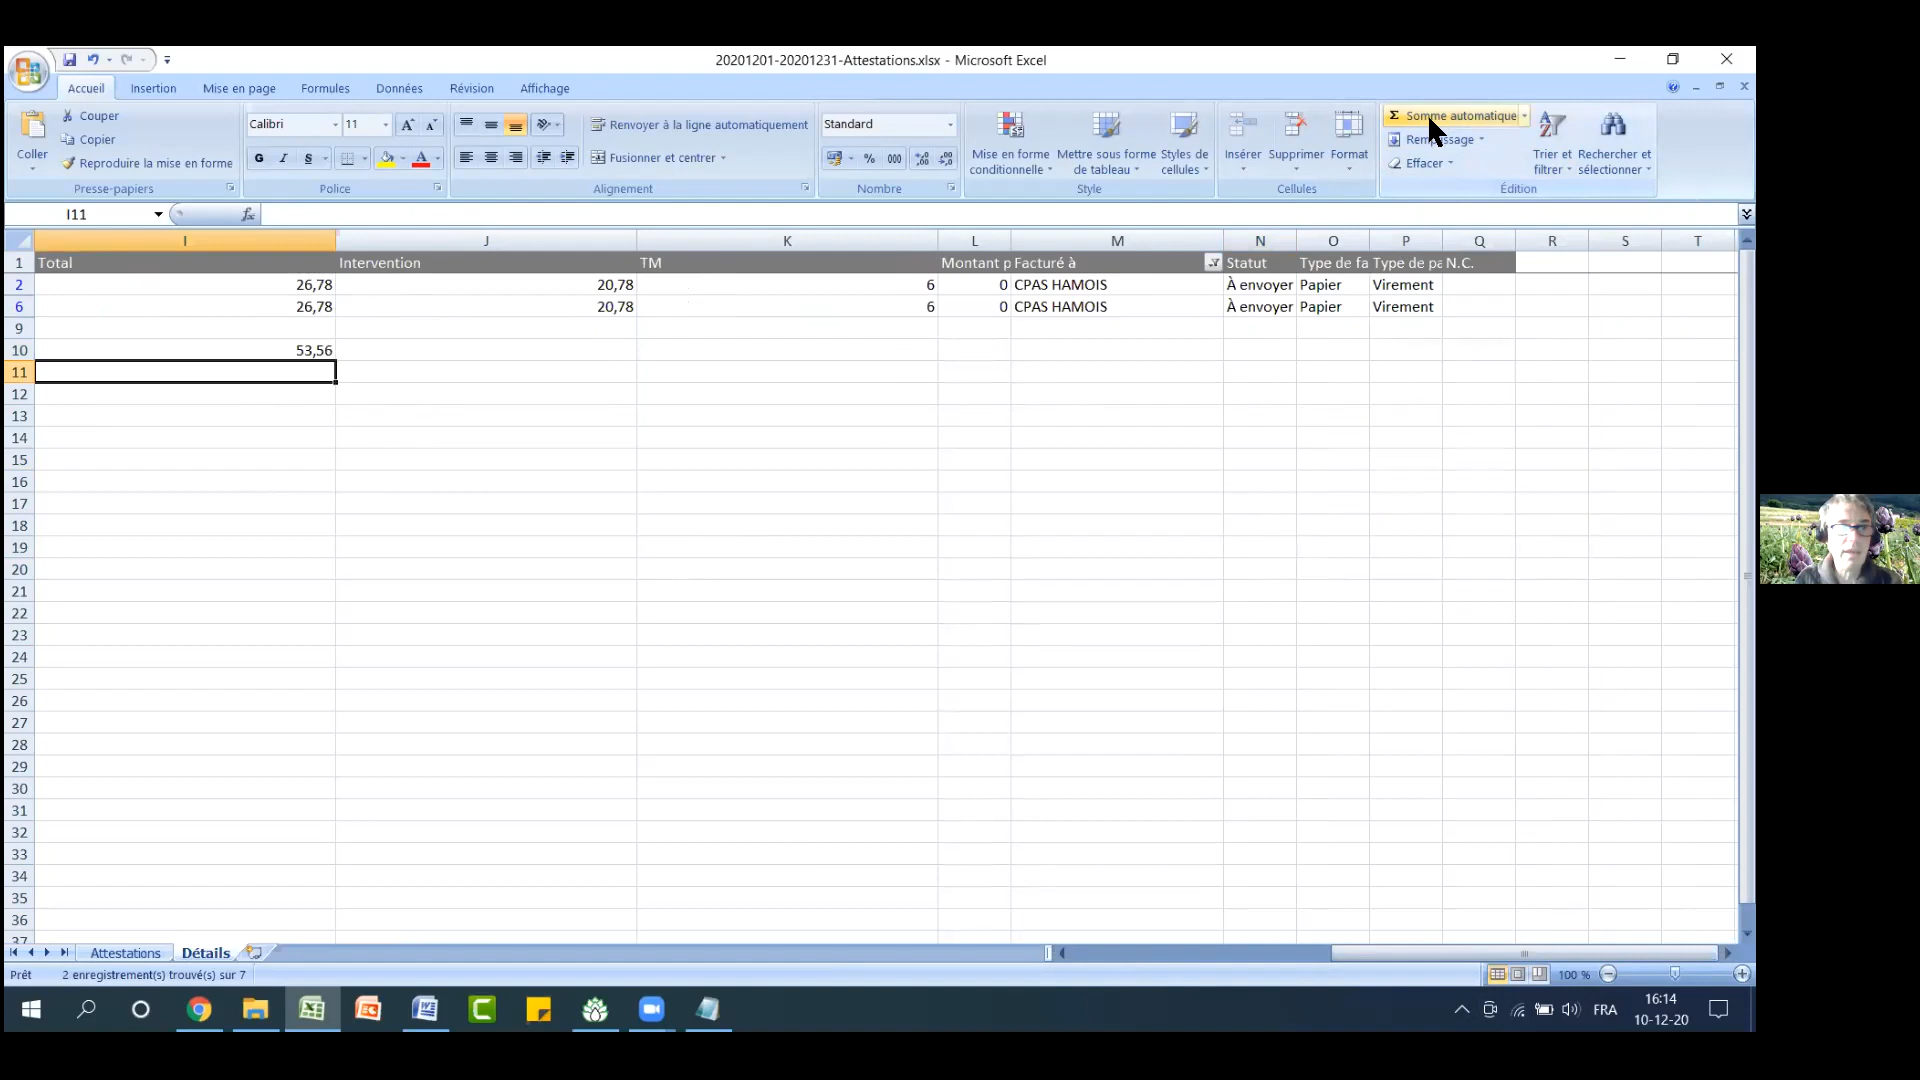 20201201-20201231-Attestations.xlsx - Microsoft Excel
Accueil Insertion Mise en page Formules Données Révision Affichage
Coller
Couper
Copier
Reproduire la mise en forme
Presse-papiers
Calibri 11
G I S
Police
Renvoyer à la ligne automatiquement
Fusionner et centrer
Alignement
Standard
% 000
Nombre
Mise en forme conditionnelle
Mettre sous forme de tableau
Styles de cellules
Style
Insérer Supprimer Format
Cellules
Σ Somme automatique
Remplissage
Effacer
Trier et filtrer
Rechercher et sélectionner
Édition
I11
fx
I J K L M N O P Q R S T
1 Total Intervention TM Montant p Facturé à Statut Type de fa Type de pa N.C.
2 26,78 20,78 6 0 CPAS HAMOIS À envoyer Papier Virement
6 26,78 20,78 6 0 CPAS HAMOIS À envoyer Papier Virement
9
10 53,56
11
12
13
14
15
16
17
18
19
20
21
22
23
24
25
26
27
28
29
30
31
32
33
34
35
36
37
Attestations Détails
Prêt 2 enregistrement(s) trouvé(s) sur 7
100 %
FRA
16:14
10-12-20